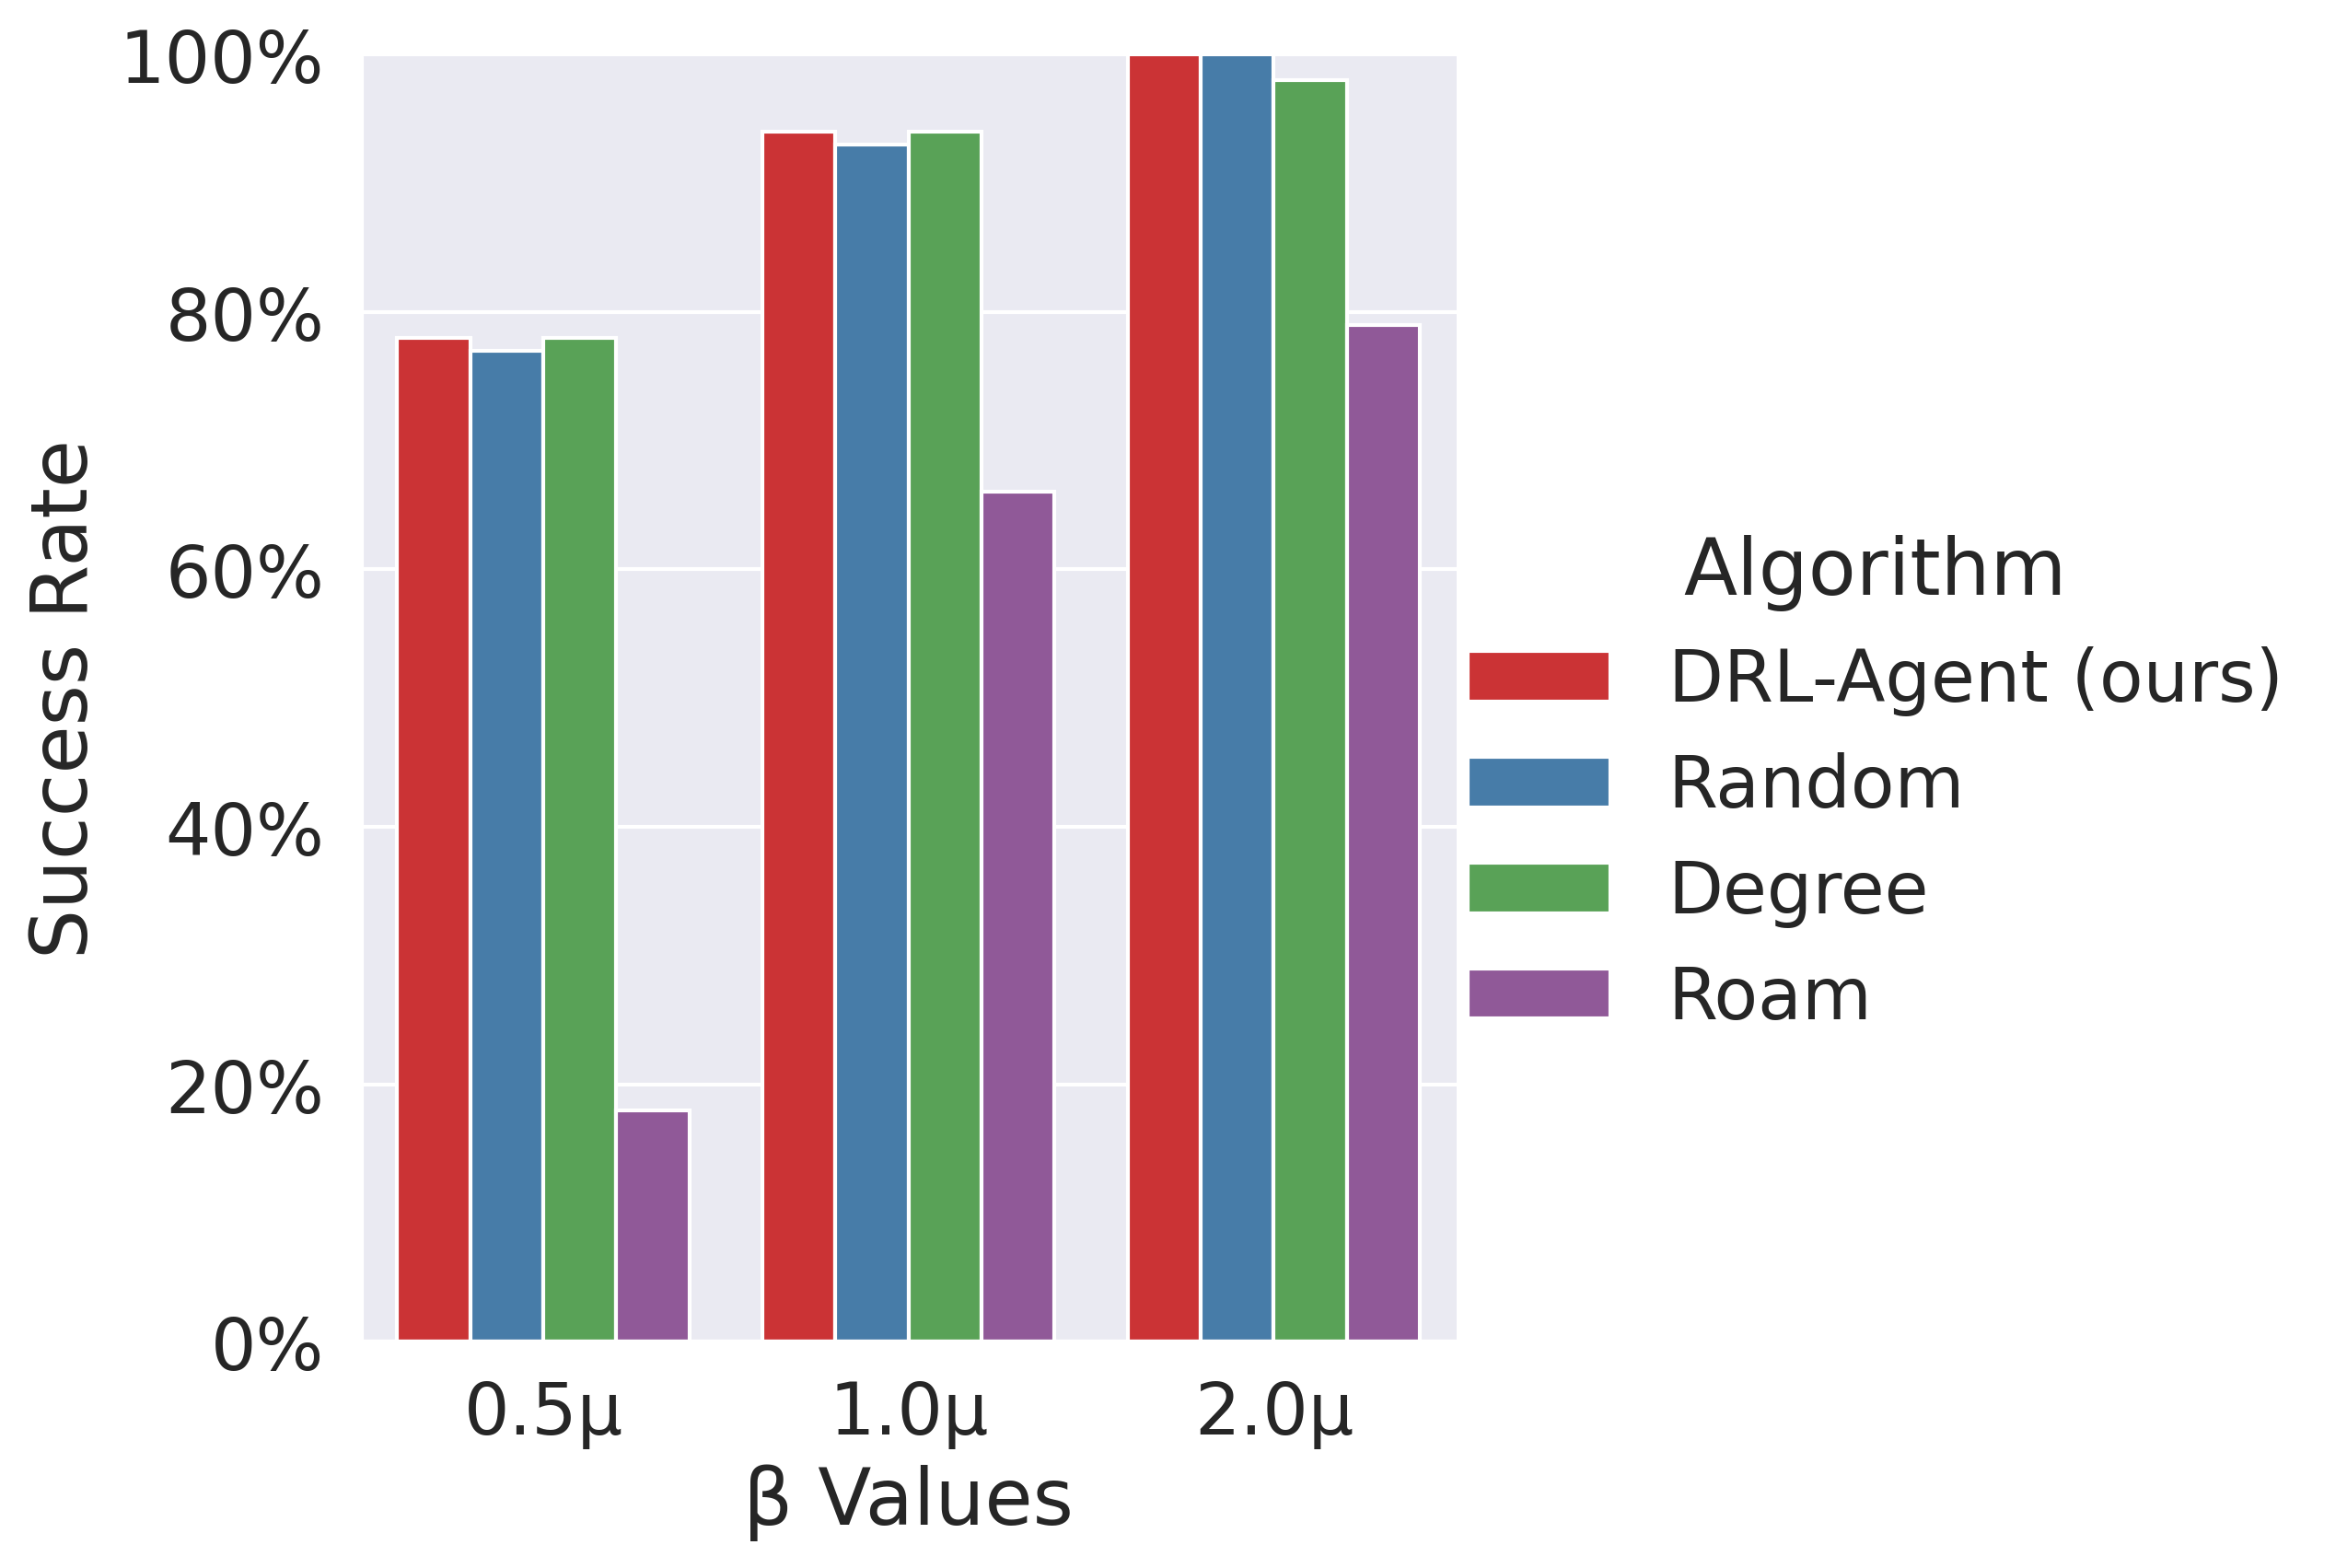 100%
80%
60%
40%
20%
0%
Success Rate
0.5µ 1.0µ 2.0µ
β Values
Algorithm
DRL-Agent (ours)
Random
Degree
Roam